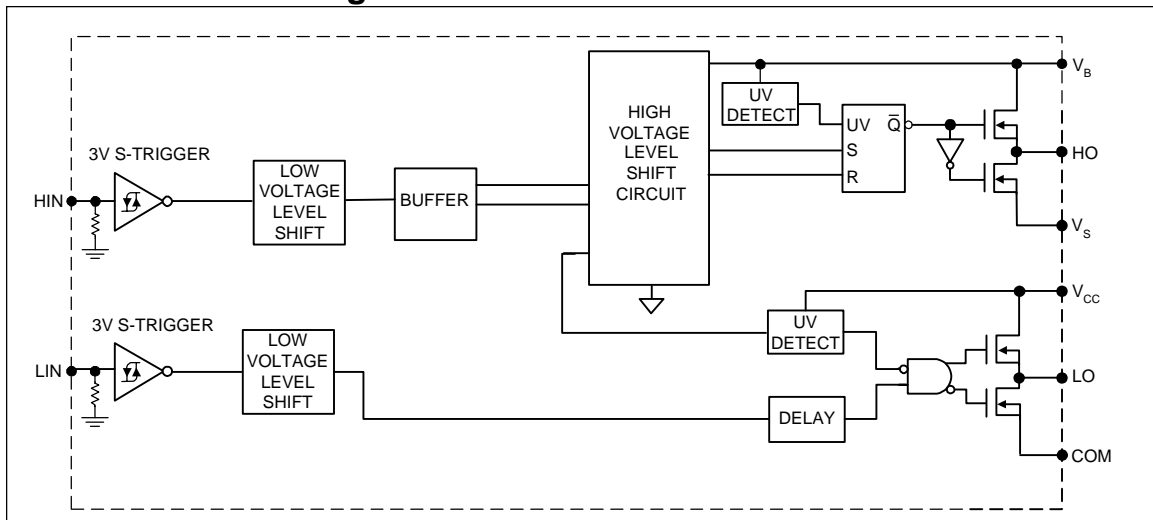 HIGH
VOLTAGE
LEVEL
SHIFT
CIRCUIT
UV
DETECT
UV Q̅
S
R
V_B
HO
V_S
3V S-TRIGGER
HIN
LOW
VOLTAGE
LEVEL
SHIFT
BUFFER
3V S-TRIGGER
LIN
LOW
VOLTAGE
LEVEL
SHIFT
UV
DETECT
DELAY
V_CC
LO
COM